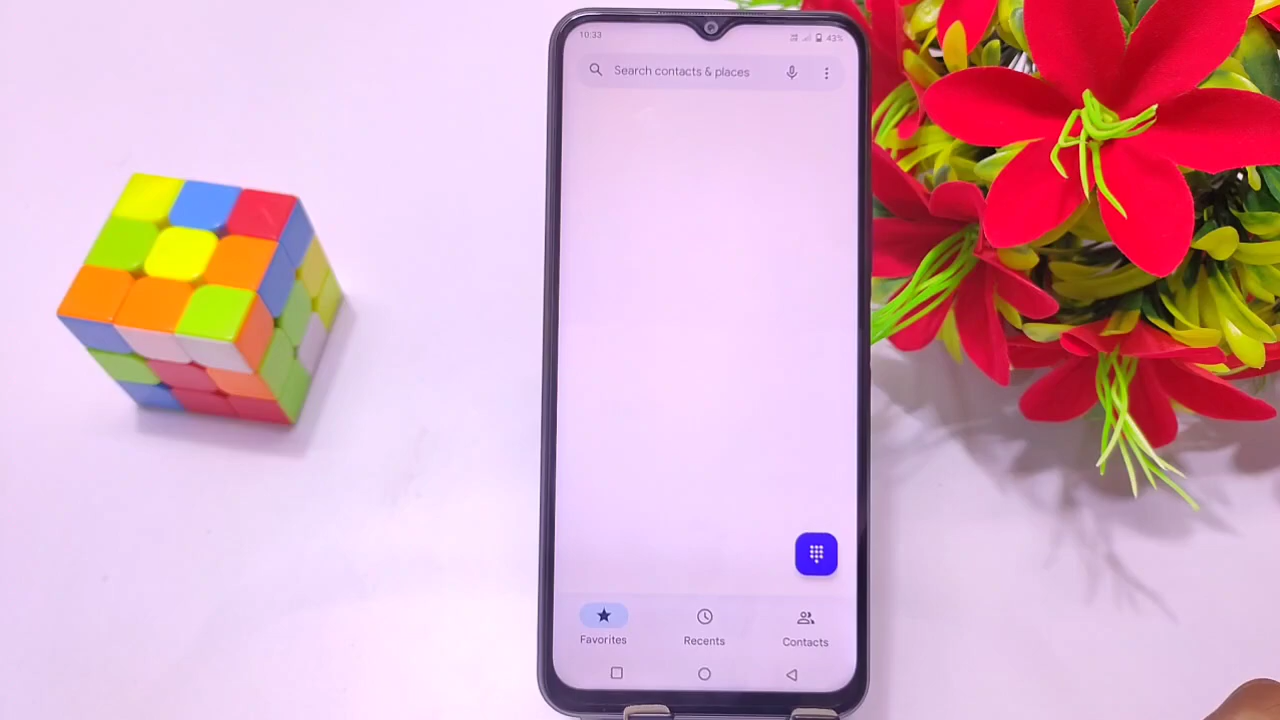 10:33
43%
Search contacts & places
Favorites
Recents
Contacts